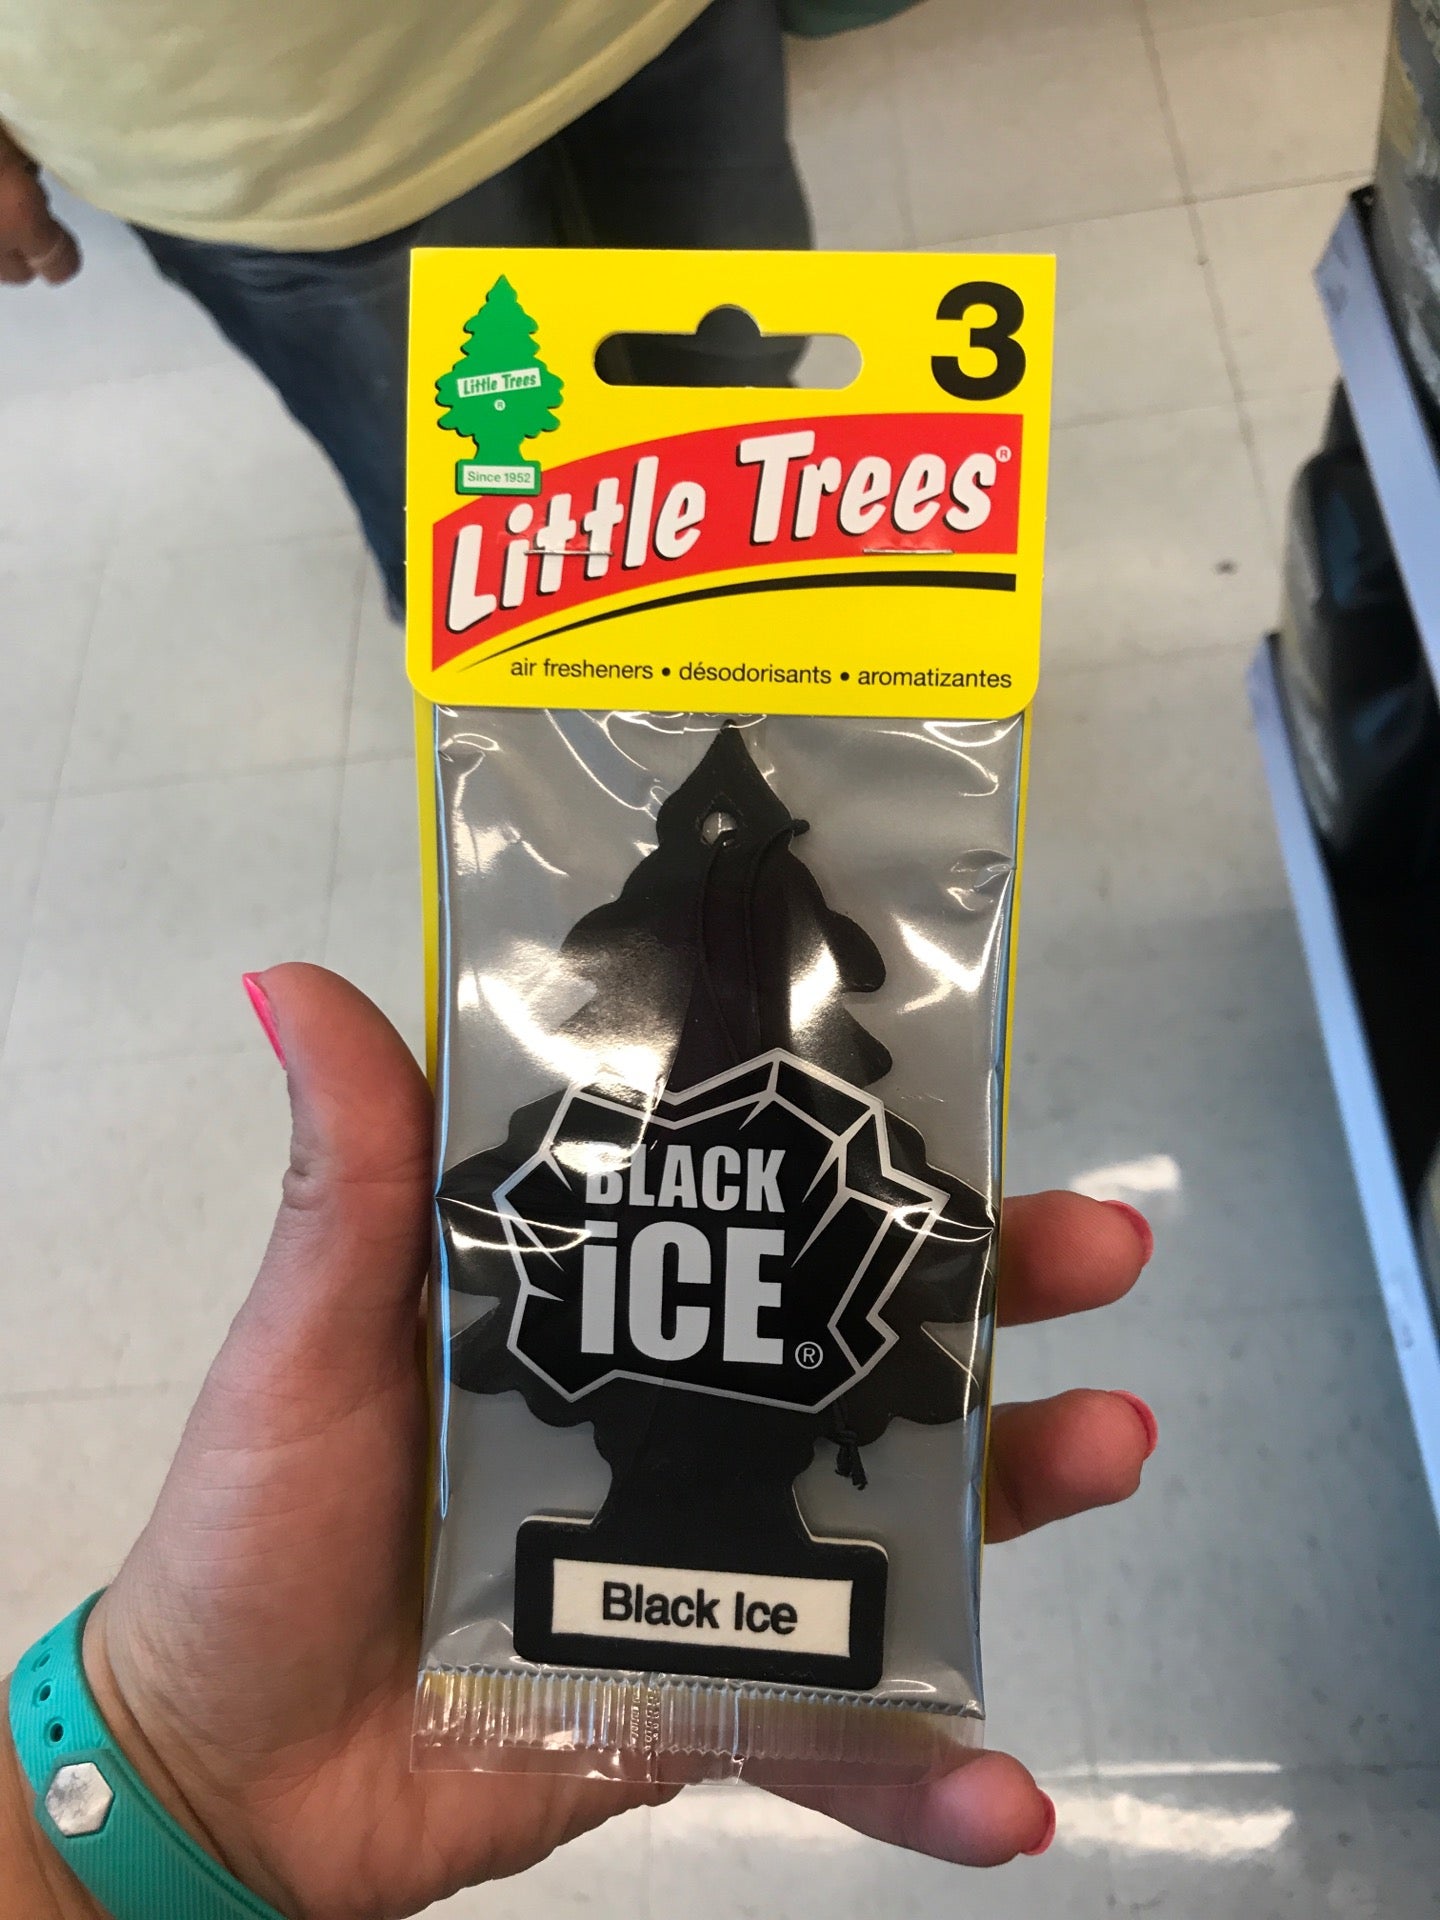 3
Little Trees
®
Since 1952
Little Trees®
air fresheners • désodorisants • aromatizantes
BLACK
iCE®
Black Ice